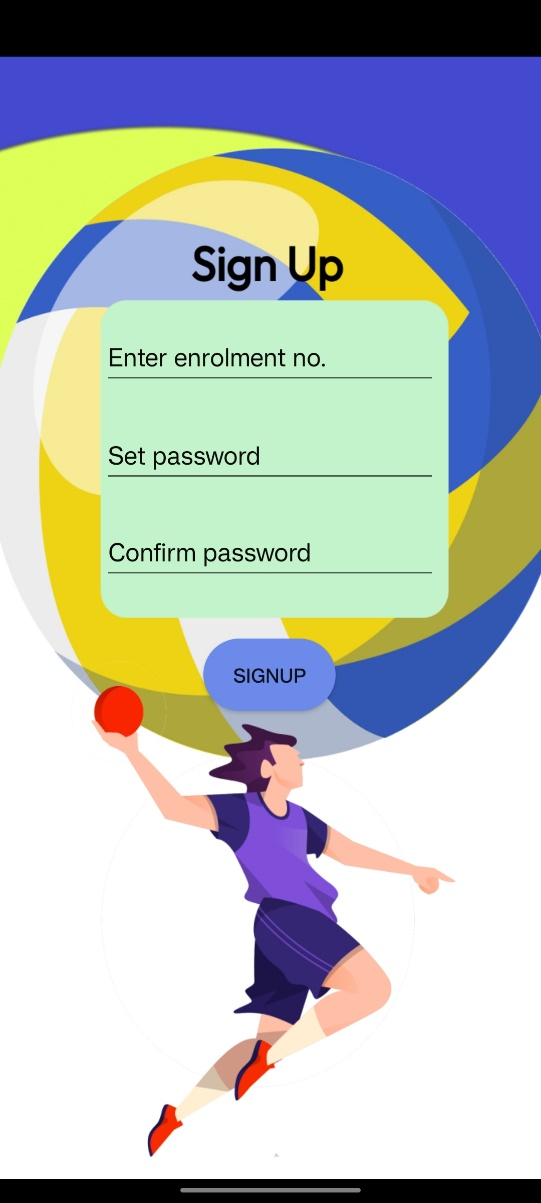 Sign Up
Enter enrolment no.
Set password
Confirm password
SIGNUP